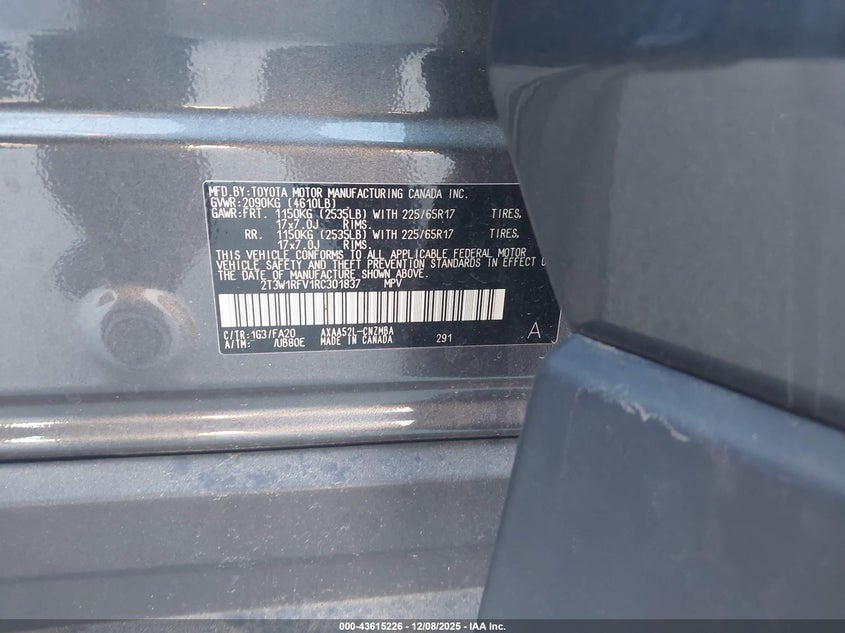 MFD.BY:TOYOTA MOTOR MANUFACTURING CANADA INC.
GVWR:2090KG (4610LB)
GAWR:FRT. 1150KG (2535LB) WITH 225/65R17 TIRES,
17x7.0J RIMS.
RR. 1150KG (2535LB) WITH 225/65R17 TIRES,
17x7.0J RIMS.
THIS VEHICLE CONFORMS TO ALL APPLICABLE FEDERAL MOTOR
VEHICLE SAFETY AND THEFT PREVENTION STANDARDS IN EFFECT
THE DATE OF MANUFACTURE SHOWN ABOVE.
2T3W1RFV1RC301837 MPV
C/TR:1G3/FA20 AXAA52L-CNZMBA
A/TM: /UB80E MADE IN CANADA 291 A
000-43615226 - 12/08/2025 - IAA Inc.